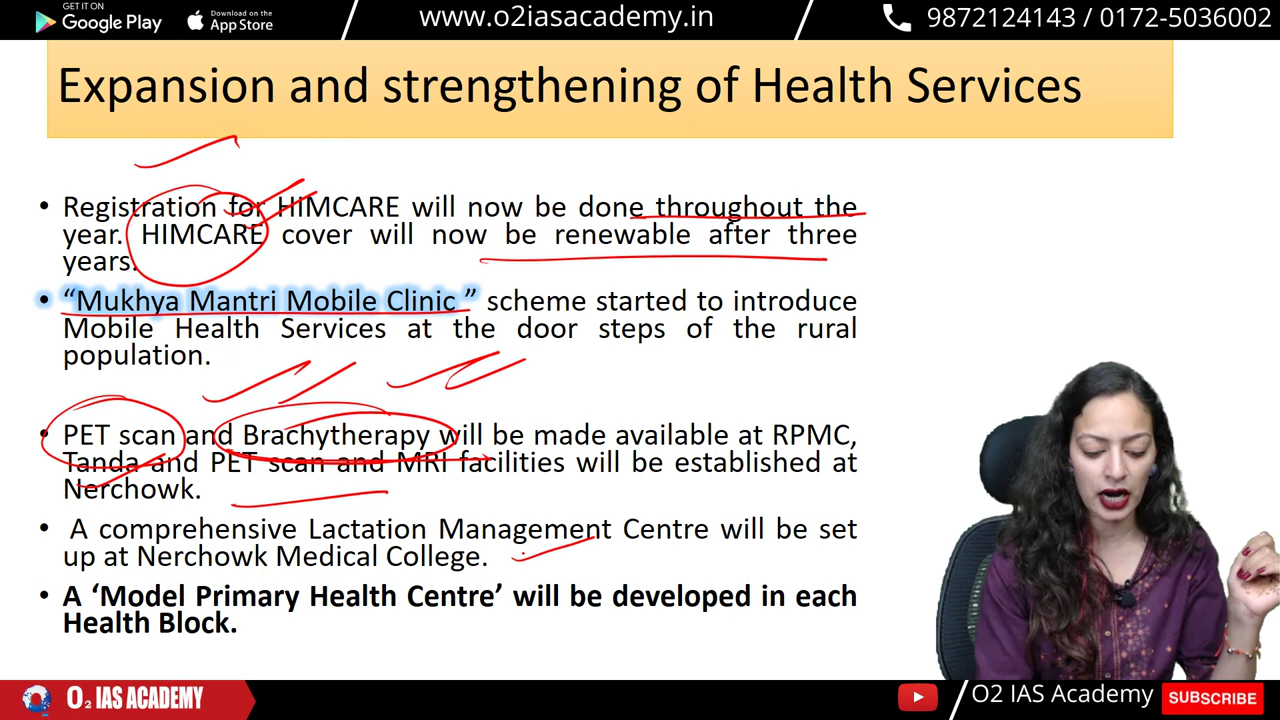 GET IT ON
Google Play
Download on the
App Store
www.o2iasacademy.in
9872124143 / 0172-5036002
Expansion and strengthening of Health Services
• Registration for HIMCARE will now be done throughout the
year. HIMCARE cover will now be renewable after three
years.
• “Mukhya Mantri Mobile Clinic ” scheme started to introduce
Mobile Health Services at the door steps of the rural
population.
• PET scan and Brachytherapy will be made available at RPMC,
Tanda and PET scan and MRI facilities will be established at
Nerchowk.
• A comprehensive Lactation Management Centre will be set
up at Nerchowk Medical College.
• A ‘Model Primary Health Centre’ will be developed in each
Health Block.
O2 IAS ACADEMY
O2 IAS Academy
SUBSCRIBE